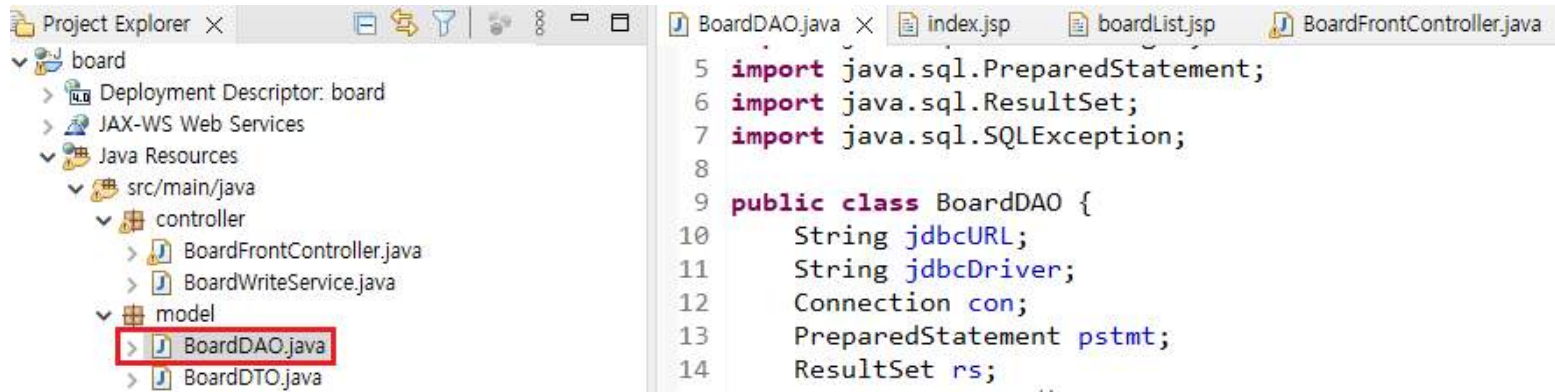 Project Explorer
board
Deployment Descriptor: board
JAX-WS Web Services
Java Resources
src/main/java
controller
BoardFrontController.java
BoardWriteService.java
model
BoardDAO.java
BoardDTO.java
BoardDAO.java index.jsp boardList.jsp BoardFrontController.java
5 import java.sql.PreparedStatement;
6 import java.sql.ResultSet;
7 import java.sql.SQLException;
8
9 public class BoardDAO {
10 String jdbcURL;
11 String jdbcDriver;
12 Connection con;
13 PreparedStatement pstmt;
14 ResultSet rs;